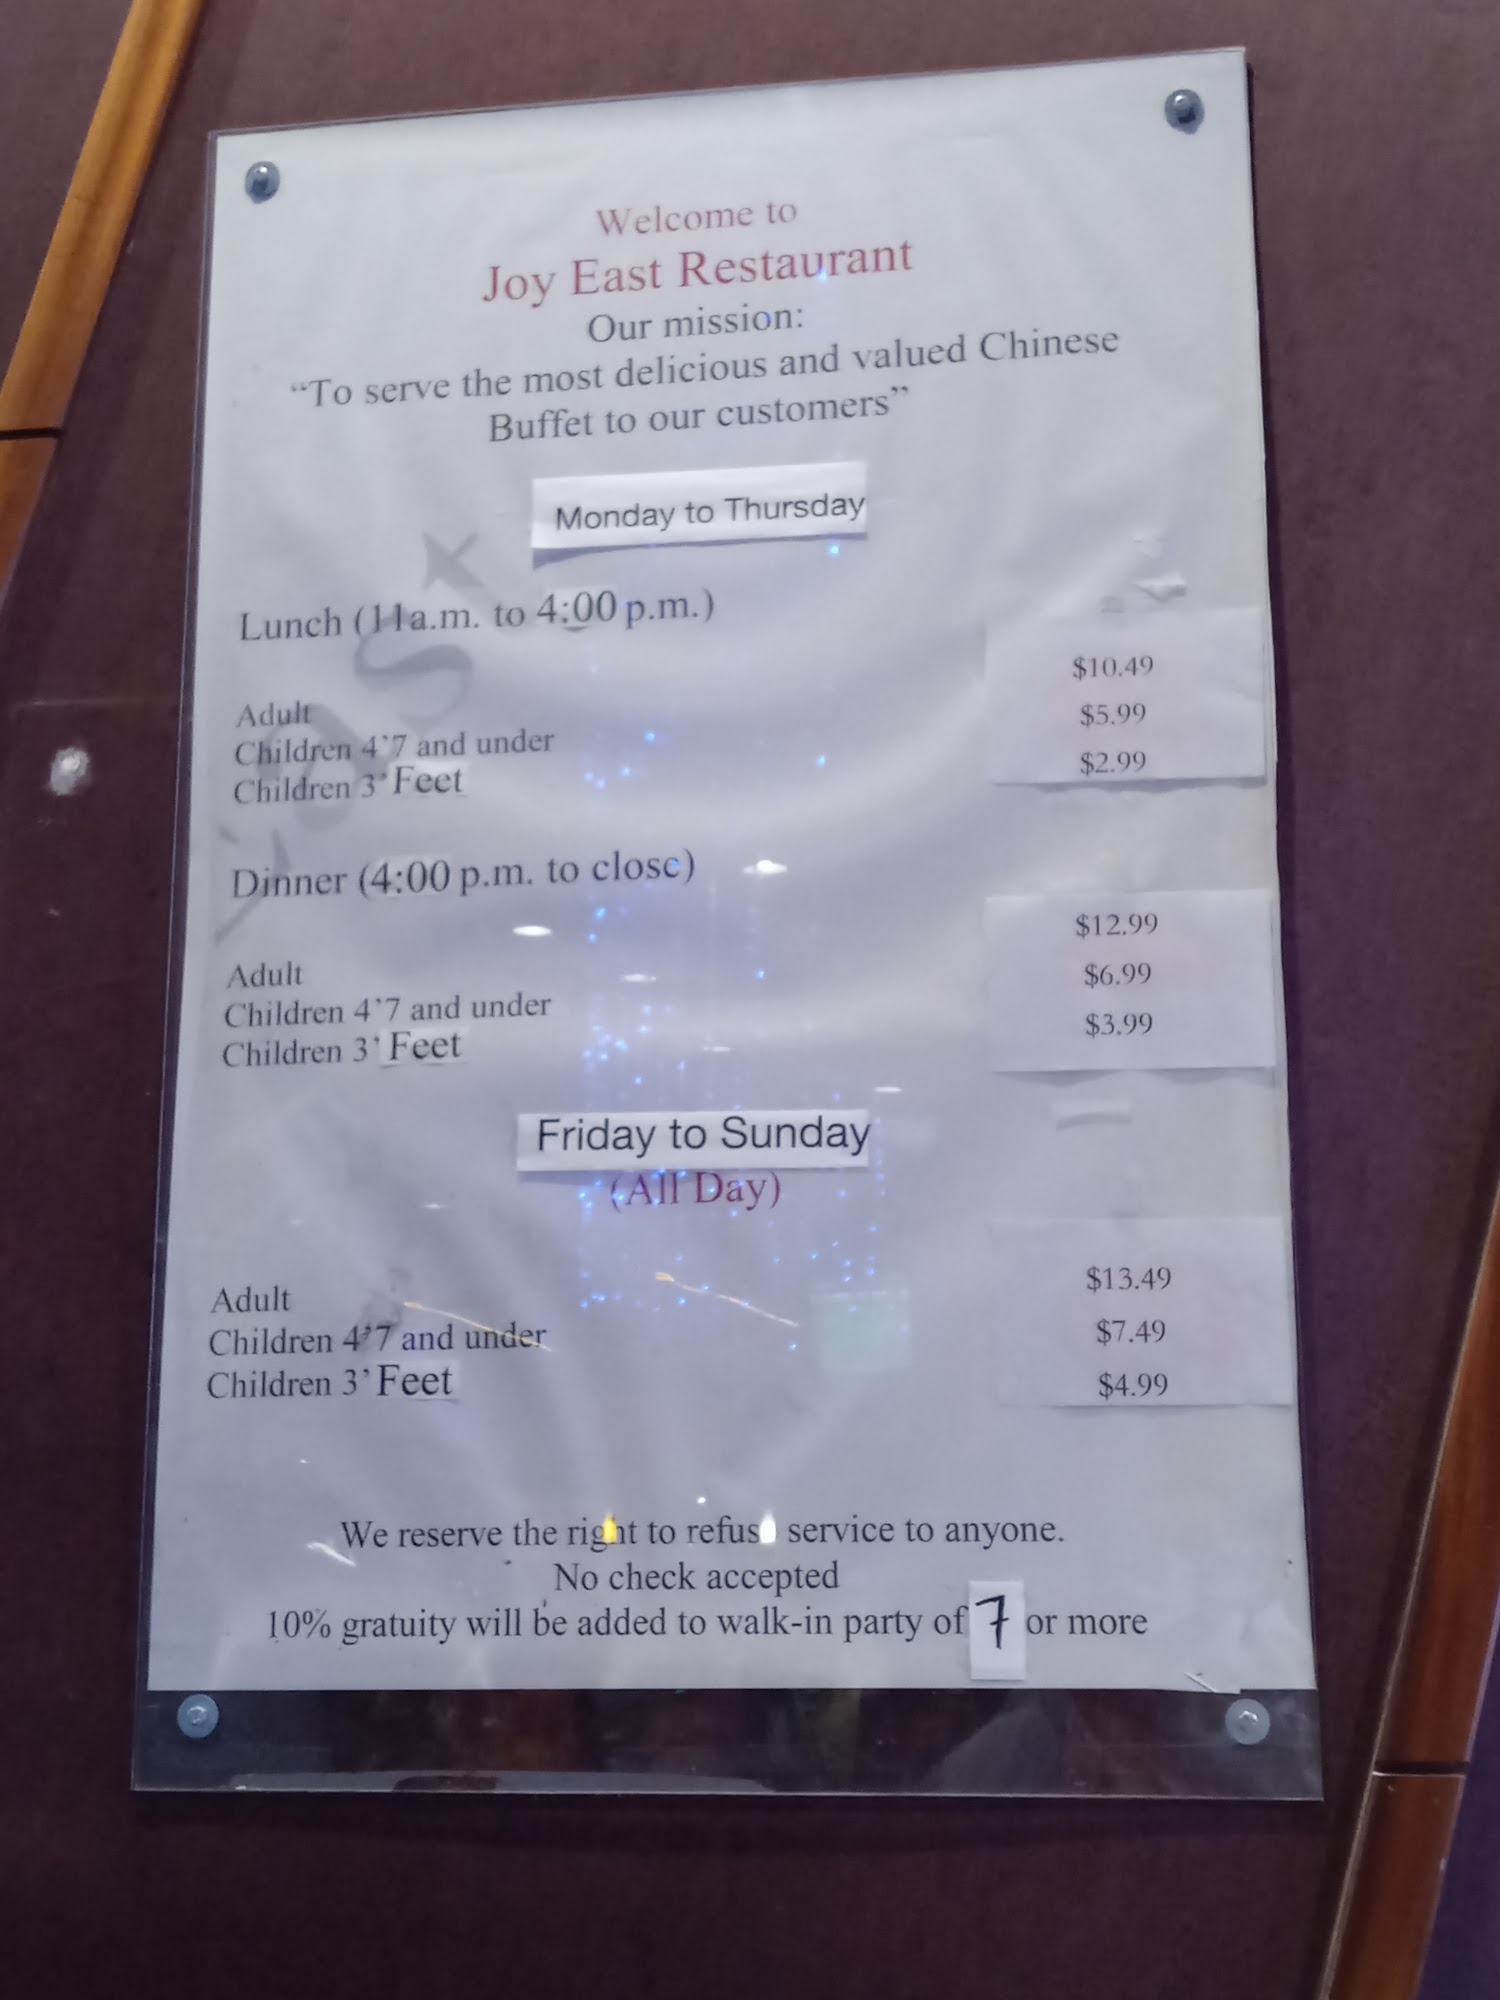 Welcome to
Joy East Restaurant
Our mission:
“To serve the most delicious and valued Chinese
Buffet to our customers”
Monday to Thursday
Lunch (11a.m. to 4:00 p.m.)
Adult $10.49
Children 4’7 and under $5.99
Children 3’ Feet $2.99
Dinner (4:00 p.m. to close)
Adult $12.99
Children 4’7 and under $6.99
Children 3’ Feet $3.99
Friday to Sunday
(All Day)
Adult $13.49
Children 4’7 and under $7.49
Children 3’ Feet $4.99
We reserve the right to refuse service to anyone.
No check accepted
10% gratuity will be added to walk-in party of 7 or more